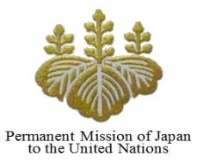 Permanent Mission of Japan
to the United Nations